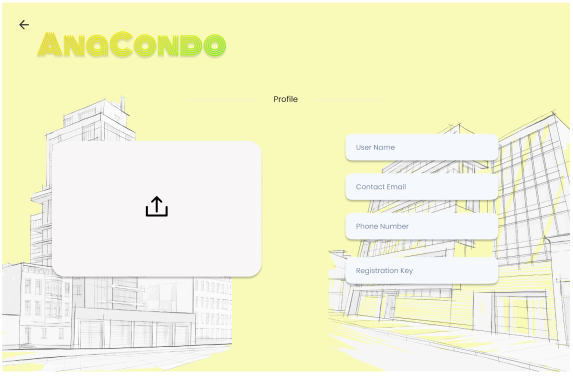 AnaCondo
Profile
User Name
Contact Email
Phone Number
Registration Key